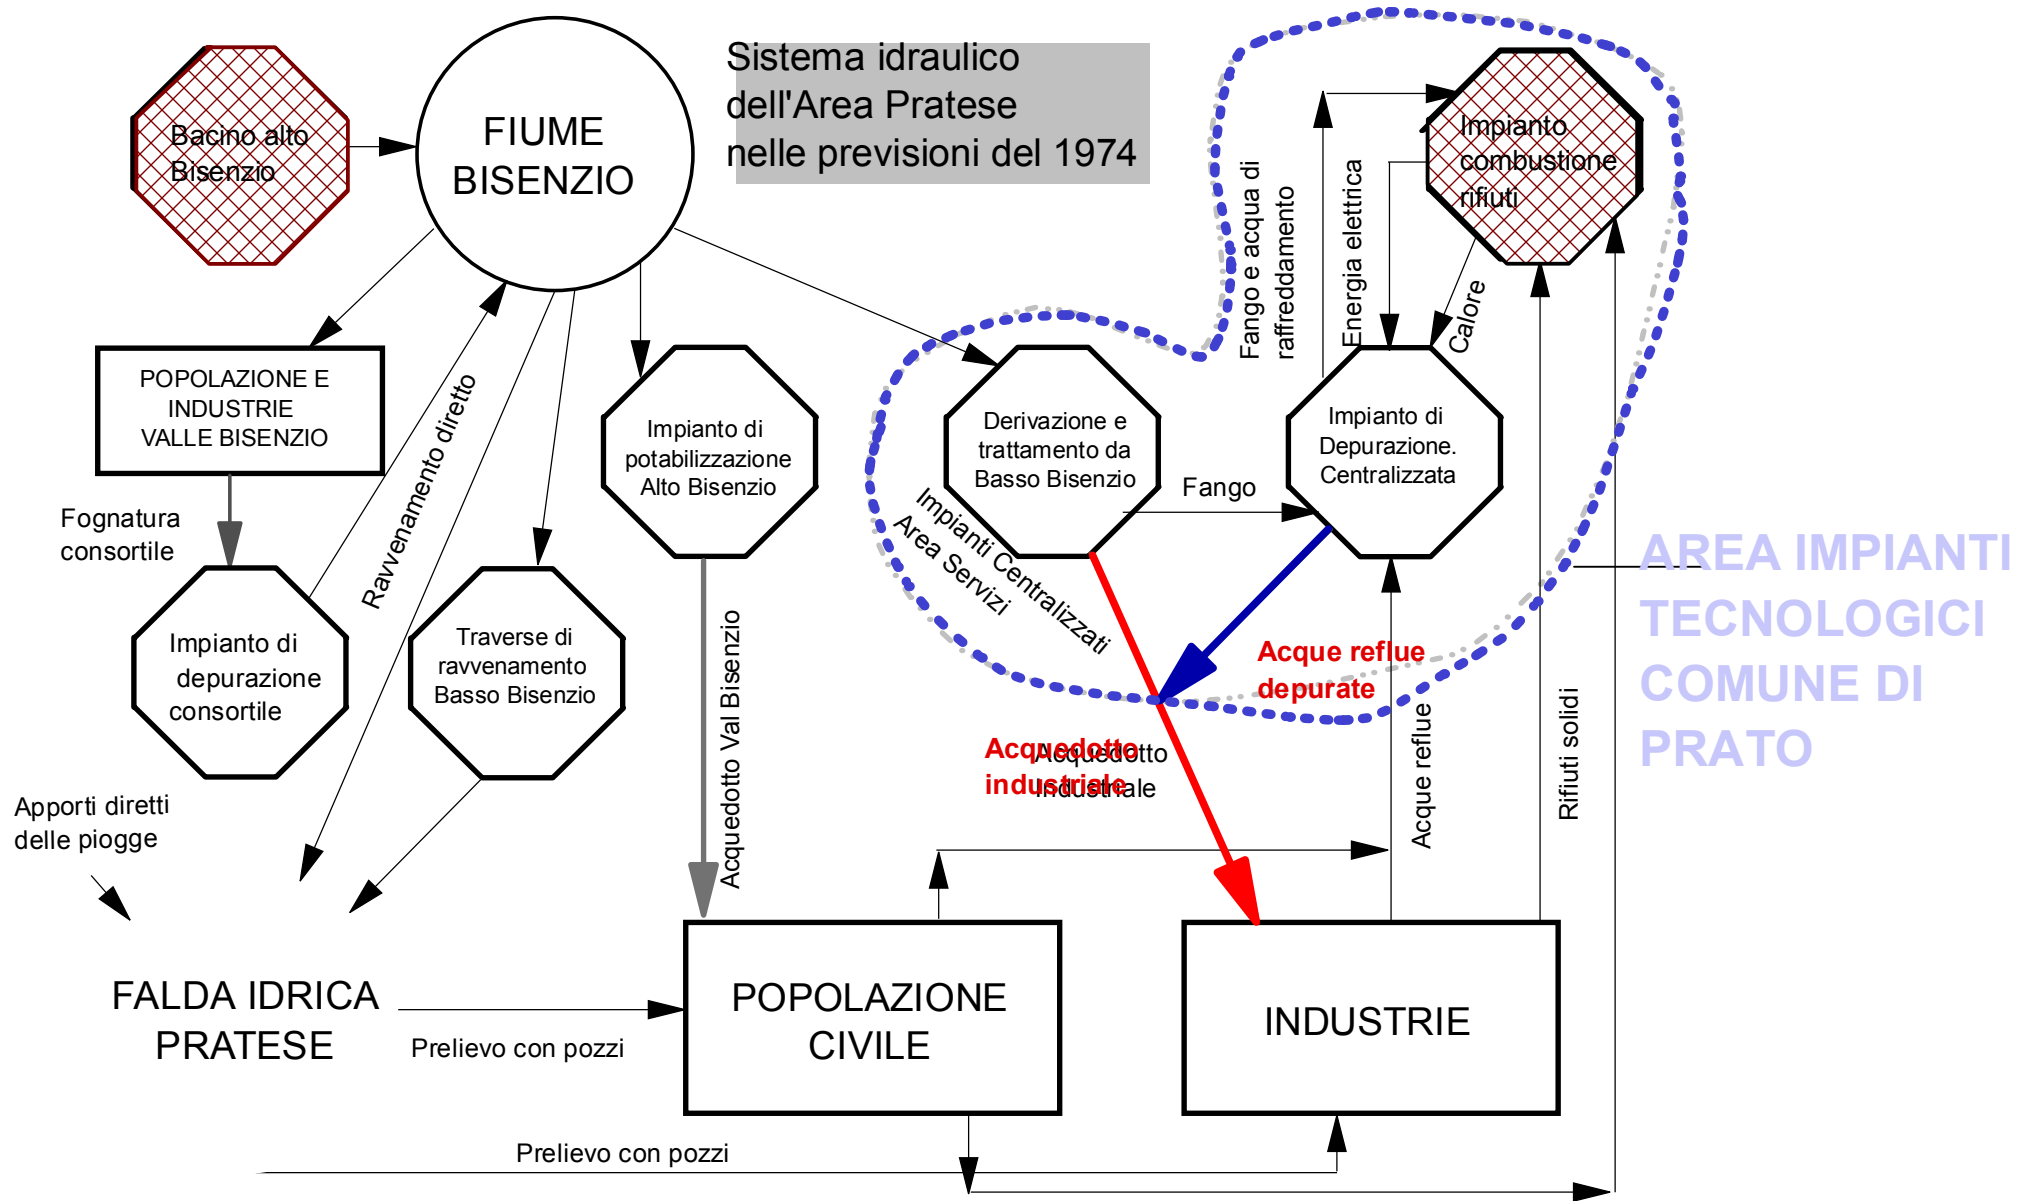 Sistema idraulico
dell'Area Pratese
nelle previsioni del 1974
Bacino alto
Bisenzio
FIUME
BISENZIO
Impianto
combustione
rifiuti
Fango e acqua di
raffreddamento
Energia elettrica
Calore
POPOLAZIONE E
INDUSTRIE
VALLE BISENZIO
Ravvenamento diretto
Impianto di
potabilizzazione
Alto Bisenzio
Derivazione e
trattamento da
Basso Bisenzio
Fango
Impianto di
Depurazione.
Centralizzata
Fognatura
consortile
Impianti Centralizzati
Area Servizi
AREA IMPIANTI
TECNOLOGICI
COMUNE DI
PRATO
Impianto di
depurazione
consortile
Traverse di
ravvenamento
Basso Bisenzio
Acquedotto Val Bisenzio
Acque reflue
depurate
Acquedotto
industriale
Acquedotto
Industriale
Acque reflue
Rifiuti solidi
Apporti diretti
delle piogge
FALDA IDRICA
PRATESE
Prelievo con pozzi
POPOLAZIONE
CIVILE
INDUSTRIE
Prelievo con pozzi